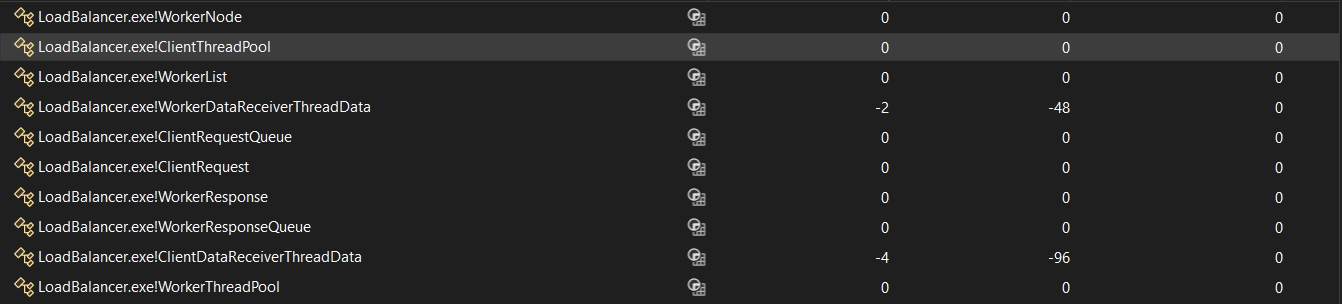 LoadBalancer.exe!WorkerNode 0 0 0
LoadBalancer.exe!ClientThreadPool 0 0 0
LoadBalancer.exe!WorkerList 0 0 0
LoadBalancer.exe!WorkerDataReceiverThreadData -2 -48 0
LoadBalancer.exe!ClientRequestQueue 0 0 0
LoadBalancer.exe!ClientRequest 0 0 0
LoadBalancer.exe!WorkerResponse 0 0 0
LoadBalancer.exe!WorkerResponseQueue 0 0 0
LoadBalancer.exe!ClientDataReceiverThreadData -4 -96 0
LoadBalancer.exe!WorkerThreadPool 0 0 0